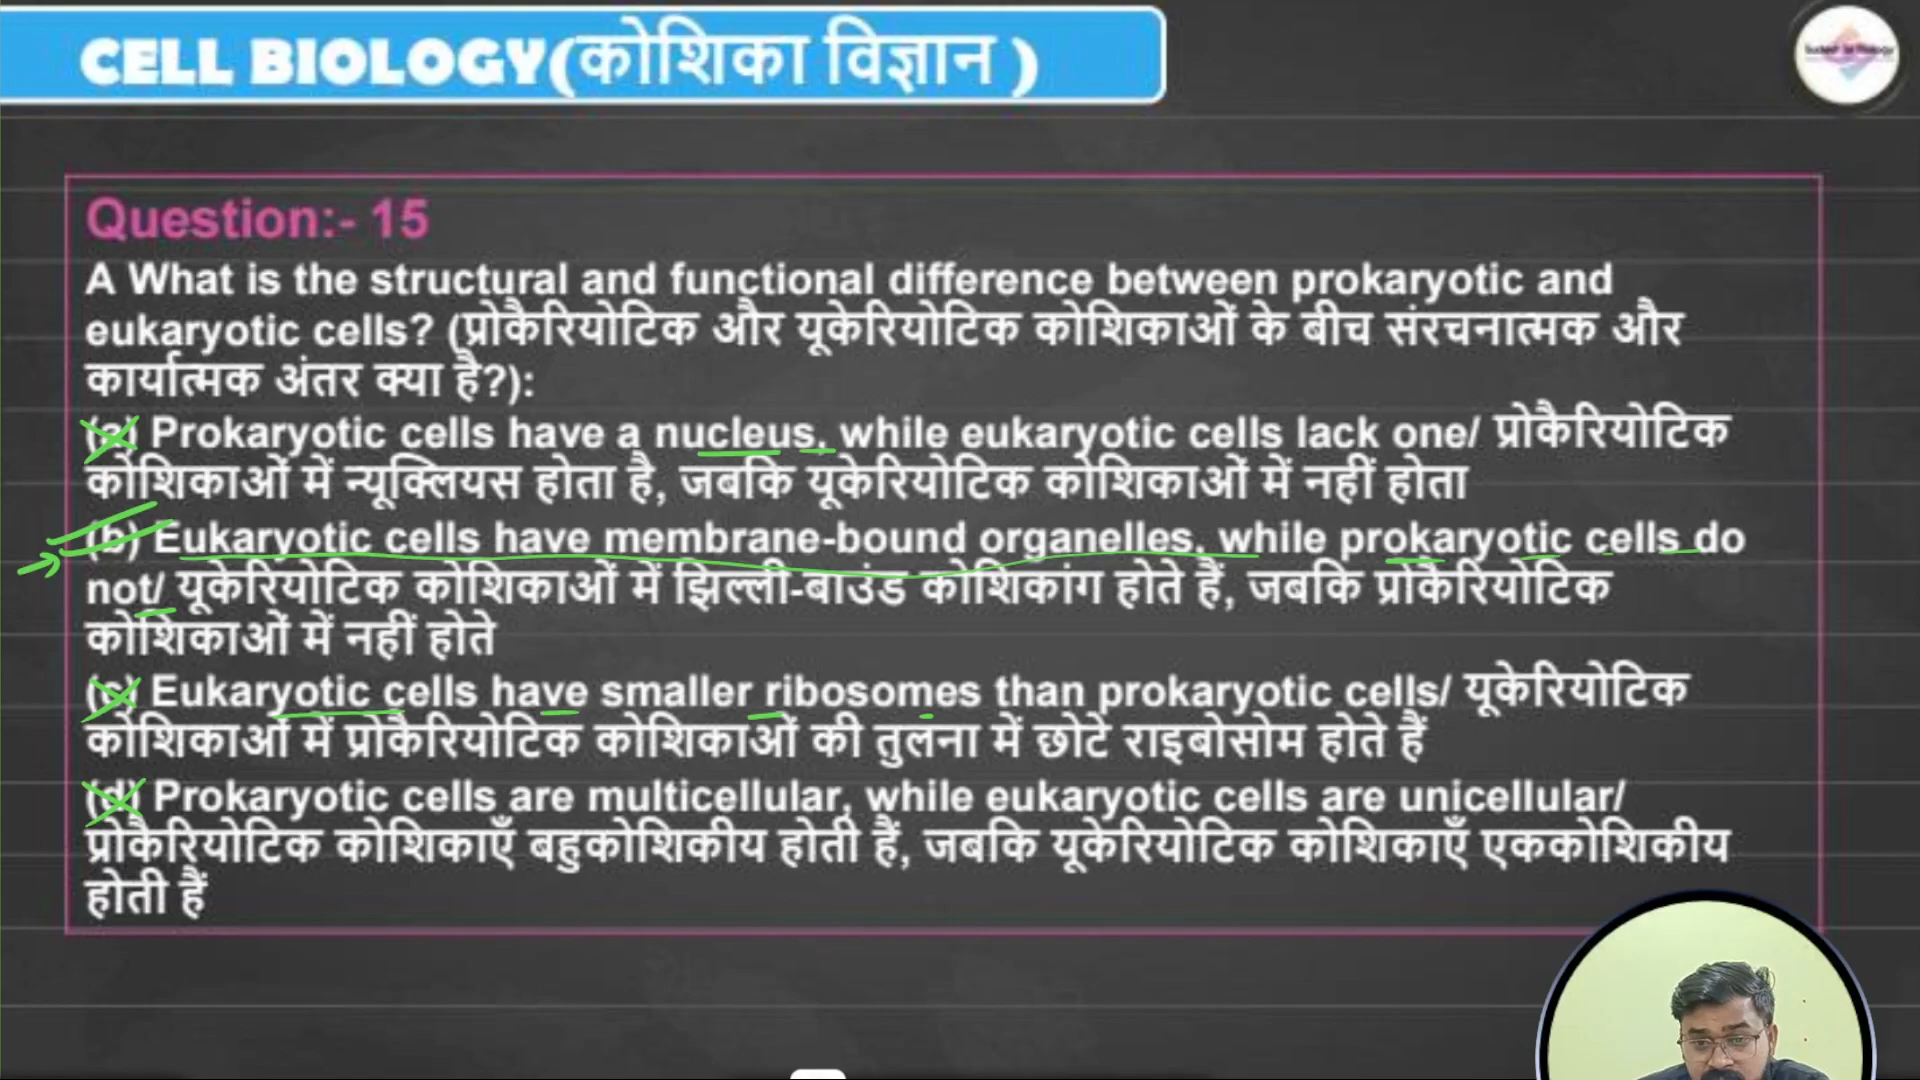 CELL BIOLOGY(कोशिका विज्ञान )
Question:- 15
A What is the structural and functional difference between prokaryotic and
eukaryotic cells? (प्रोकैरियोटिक और यूकेरियोटिक कोशिकाओं के बीच संरचनात्मक और
कार्यात्मक अंतर क्या है?):
(a) Prokaryotic cells have a nucleus, while eukaryotic cells lack one/ प्रोकैरियोटिक
कोशिकाओं में न्यूक्लियस होता है, जबकि यूकेरियोटिक कोशिकाओं में नहीं होता
(b) Eukaryotic cells have membrane-bound organelles, while prokaryotic cells do
not/ यूकेरियोटिक कोशिकाओं में झिल्ली-बाउंड कोशिकांग होते हैं, जबकि प्रोकैरियोटिक
कोशिकाओं में नहीं होते
(c) Eukaryotic cells have smaller ribosomes than prokaryotic cells/ यूकेरियोटिक
कोशिकाओं में प्रोकैरियोटिक कोशिकाओं की तुलना में छोटे राइबोसोम होते हैं
(d) Prokaryotic cells are multicellular, while eukaryotic cells are unicellular/
प्रोकैरियोटिक कोशिकाएँ बहुकोशिकीय होती हैं, जबकि यूकेरियोटिक कोशिकाएँ एककोशिकीय
होती हैं